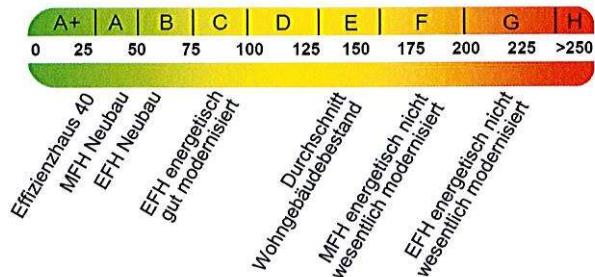 A+ A B C D E F G H
0 25 50 75 100 125 150 175 200 225 >250
Effizienzhaus 40
MFH Neubau
EFH Neubau
EFH energetisch
gut modernisiert
Durchschnitt
Wohngebäudebestand
MFH energetisch nicht
wesentlich modernisiert
EFH energetisch nicht
wesentlich modernisiert